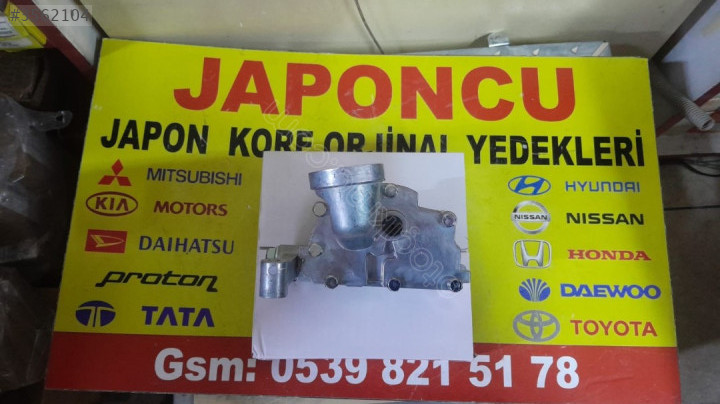 JAPONCU
JAPON KORE ORJİNAL YEDEKLERİ
MITSUBISHI
KIA MOTORS
DAIHATSU
proton
TATA
HYUNDAI
NISSAN NISSAN
HONDA
DAEWOO
TOYOTA
Gsm: 0539 821 51 78